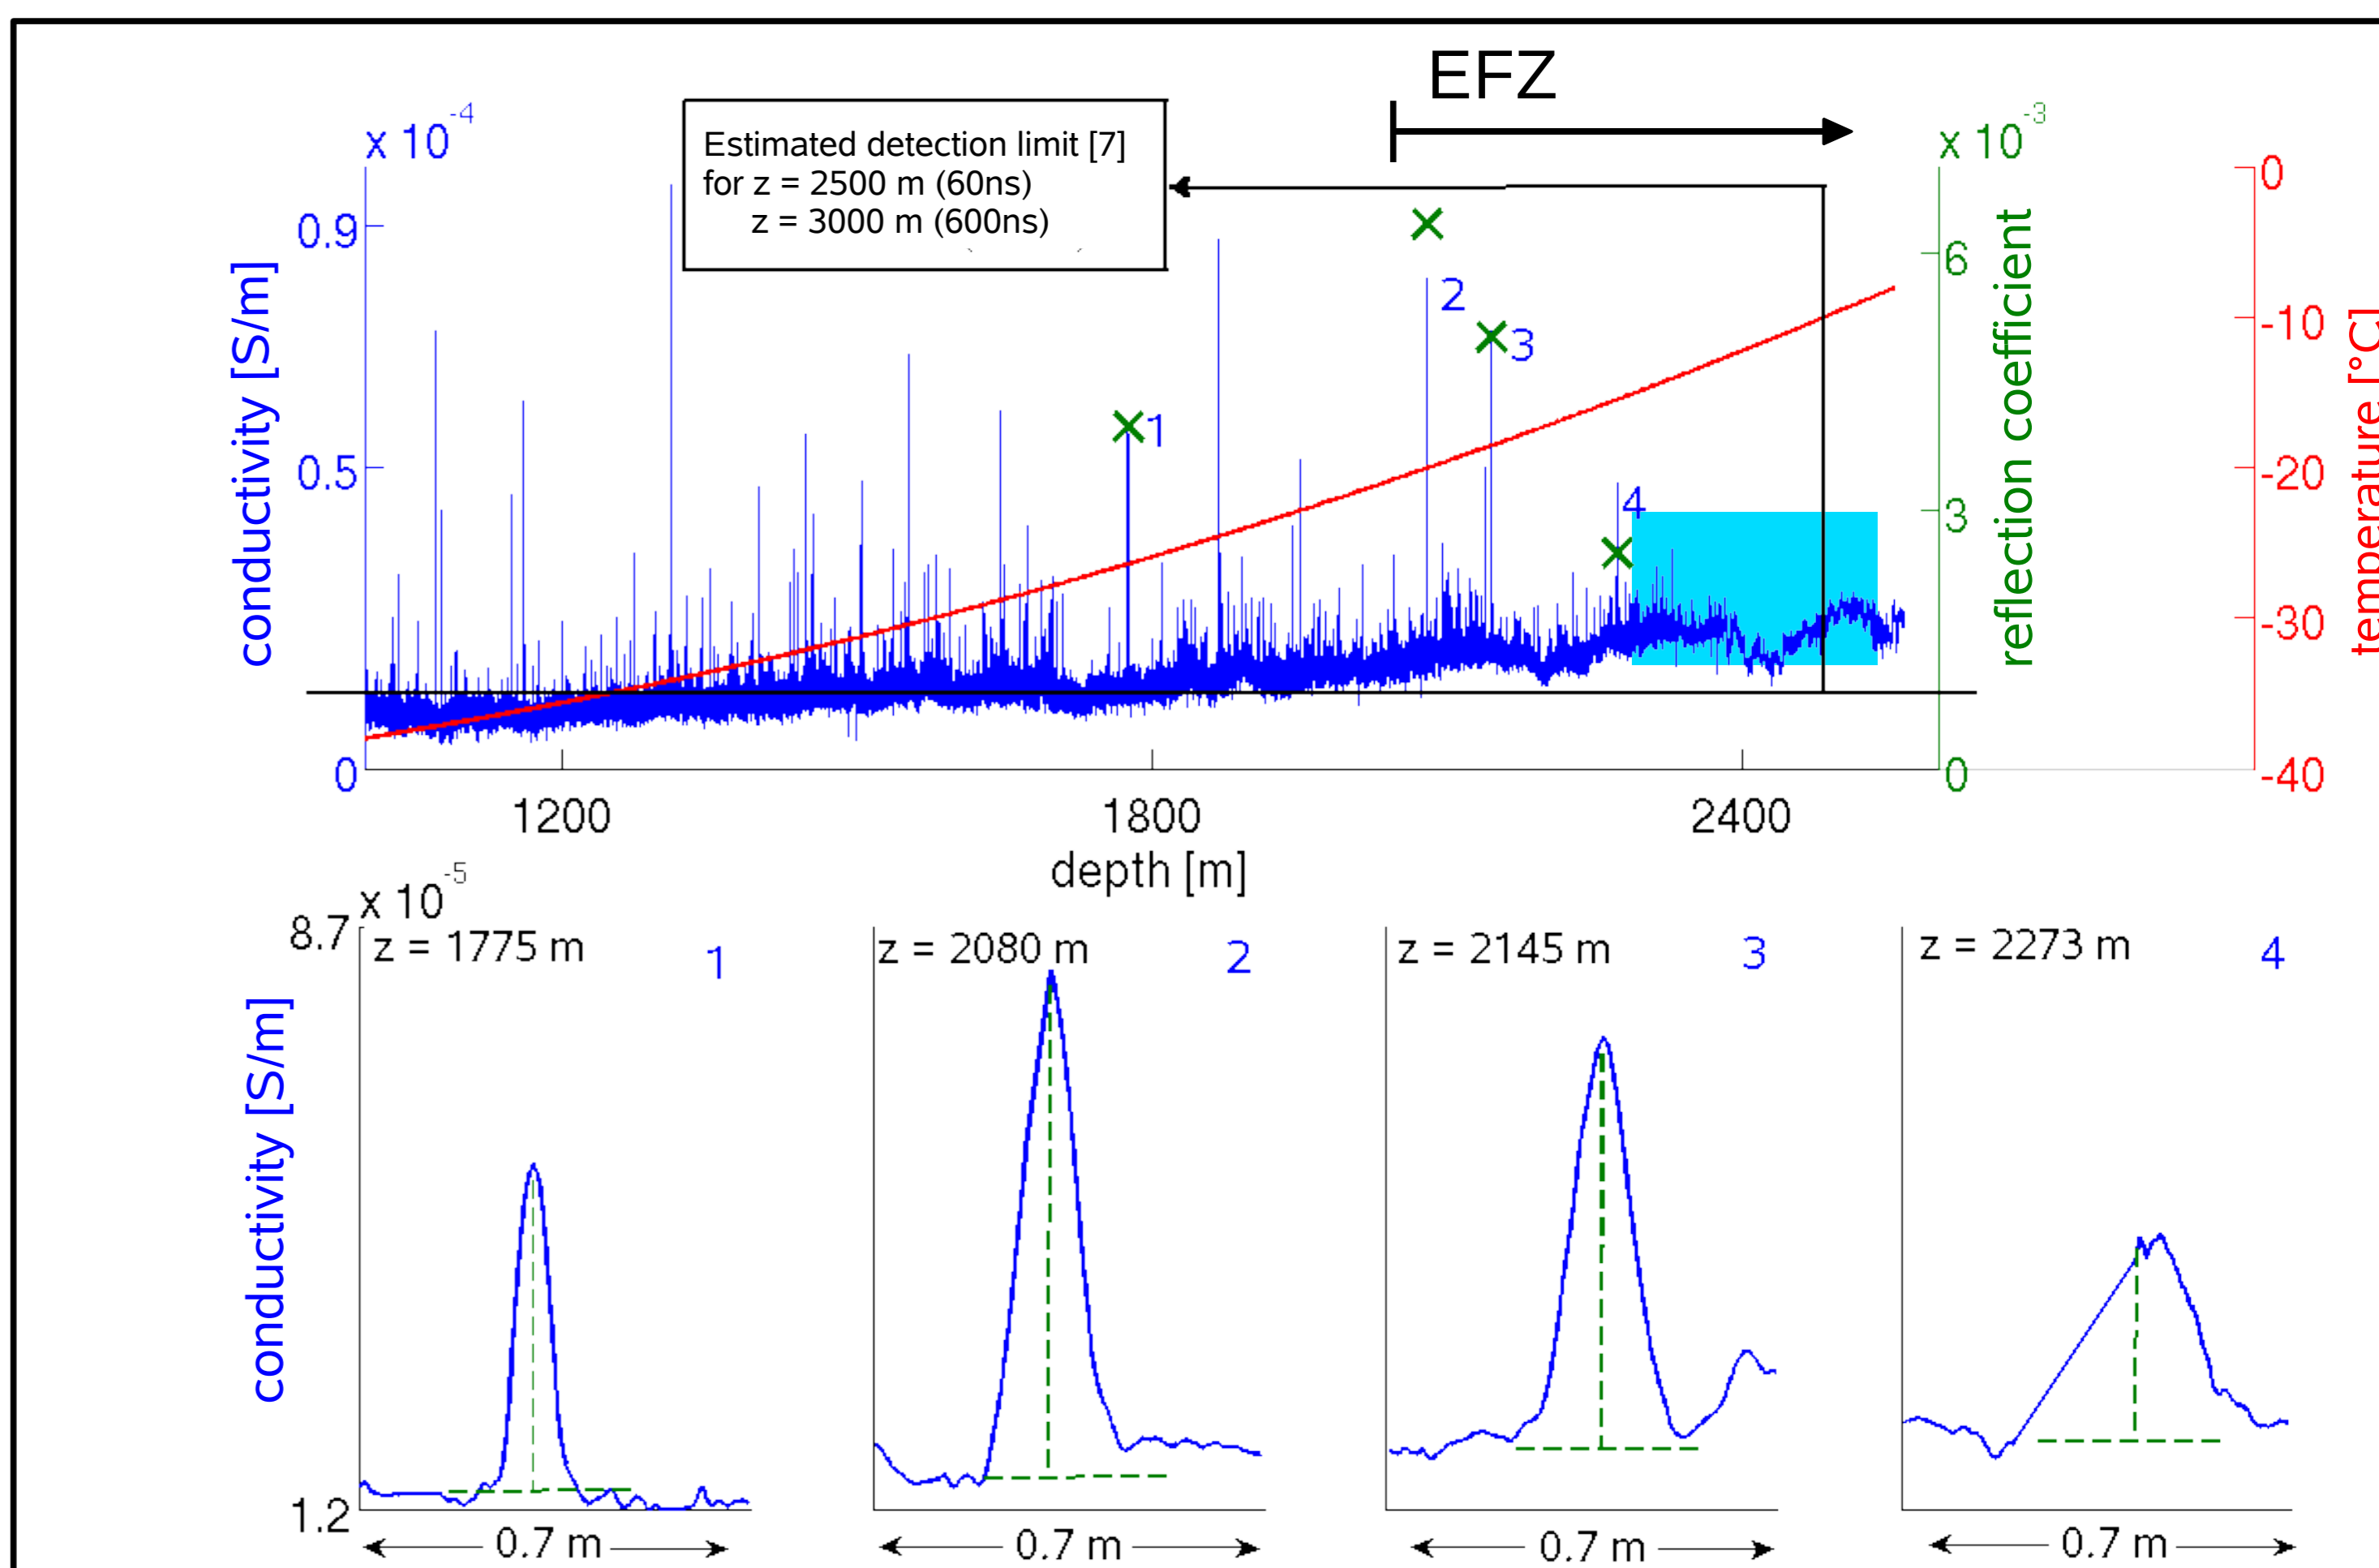 EFZ
Estimated detection limit [7]
for z = 2500 m (60ns)
z = 3000 m (600ns)
x 10-4
0.9
0.5
0
conductivity [S/m]
2
3
1
4
x 10-3
6
3
0
reflection coefficient
0
-10
-20
-30
-40
temperature [°C]
1200
1800
2400
depth [m]
x 10-5
8.7
1.2
conductivity [S/m]
z = 1775 m
1
z = 2080 m
2
z = 2145 m
3
z = 2273 m
4
0.7 m
0.7 m
0.7 m
0.7 m